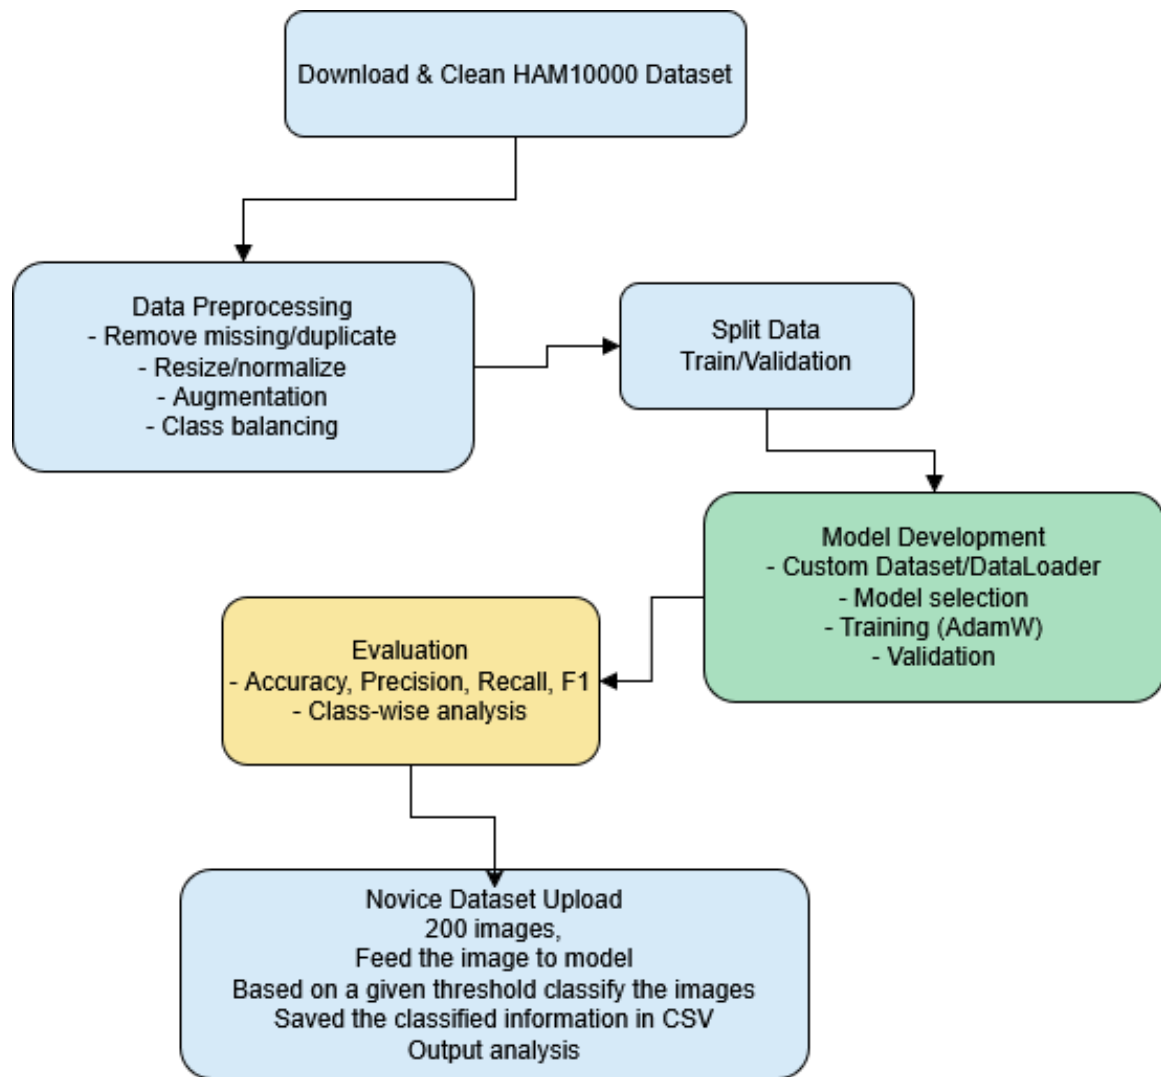 Download & Clean HAM10000 Dataset
Data Preprocessing
- Remove missing/duplicate
- Resize/normalize
- Augmentation
- Class balancing
Split Data
Train/Validation
Model Development
- Custom Dataset/DataLoader
- Model selection
- Training (AdamW)
- Validation
Evaluation
- Accuracy, Precision, Recall, F1
- Class-wise analysis
Novice Dataset Upload
200 images,
Feed the image to model
Based on a given threshold classify the images
Saved the classified information in CSV
Output analysis